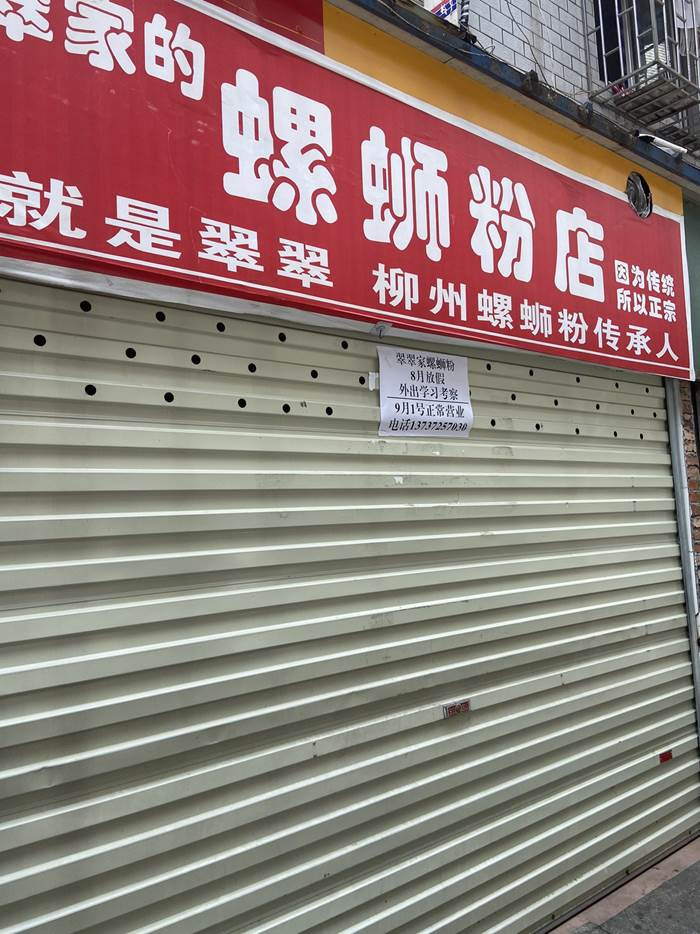 翠家的
螺蛳粉店
就是翠翠 柳州螺蛳粉传承人
因为传统
所以正宗
翠翠家螺蛳粉
8月放假
外出学习考察
9月1号正常营业
电话13737257030